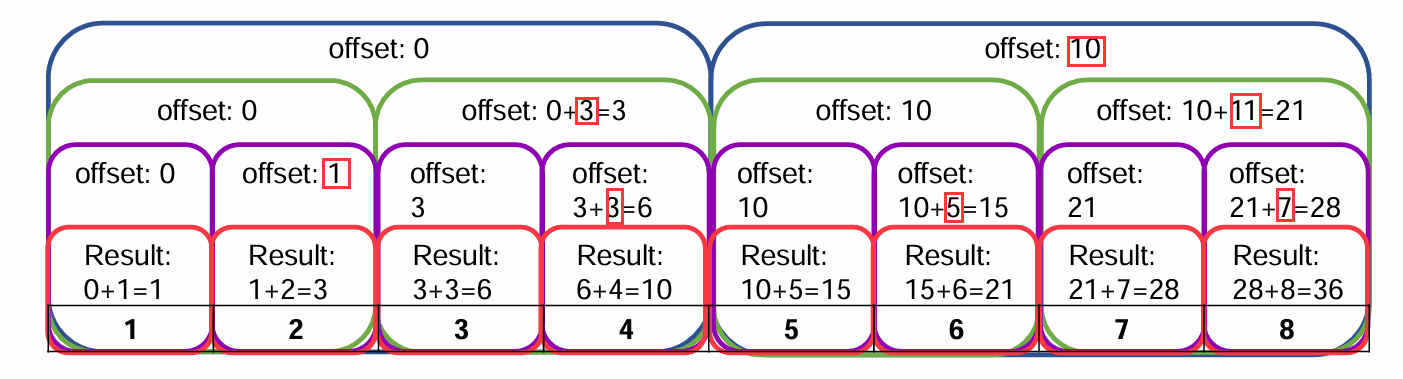 offset: 0
offset: 10
offset: 0
offset: 0+3=3
offset: 10
offset: 10+11=21
offset: 0
offset: 1
offset:
3
offset:
3+3=6
offset:
10
offset:
10+5=15
offset:
21
offset:
21+7=28
Result:
0+1=1
Result:
1+2=3
Result:
3+3=6
Result:
6+4=10
Result:
10+5=15
Result:
15+6=21
Result:
21+7=28
Result:
28+8=36
1 2 3 4 5 6 7 8